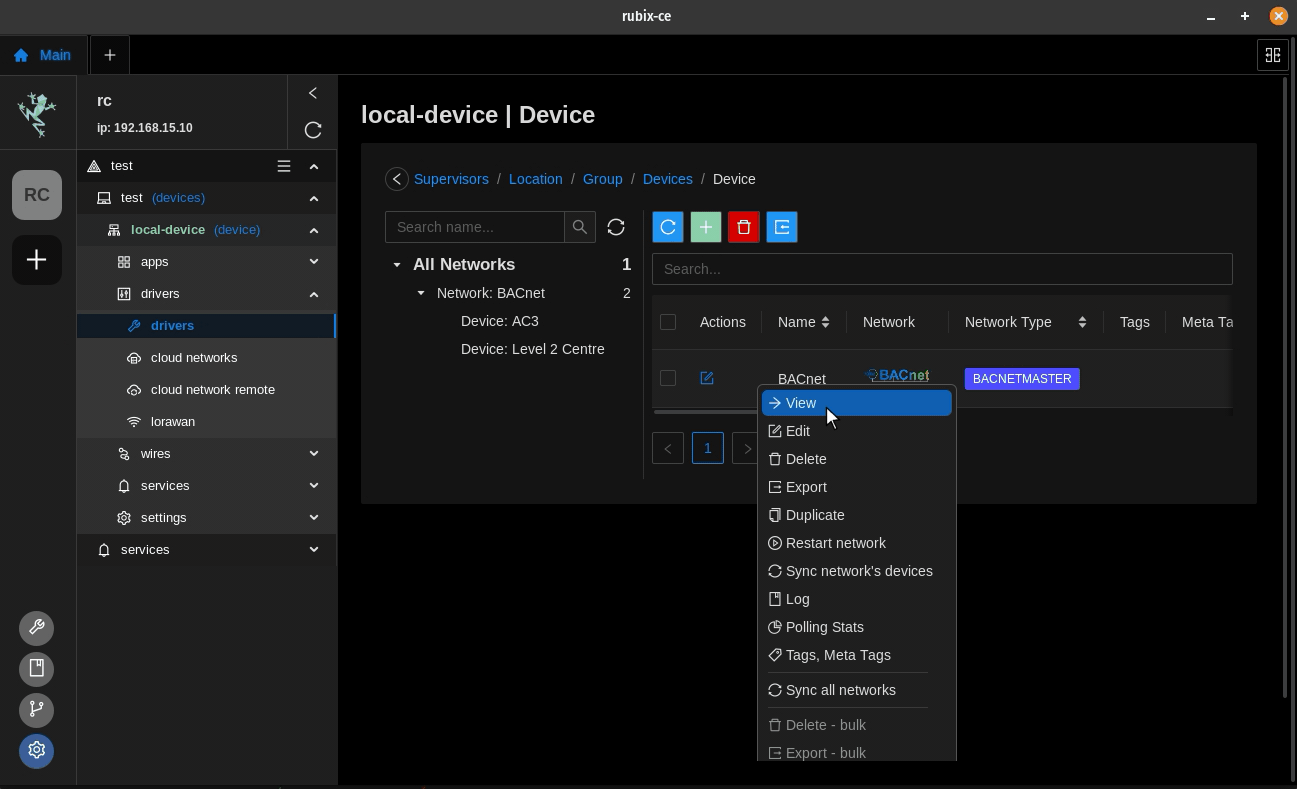 rubix-ce
Main
rc
ip: 192.168.15.10
RC
test
test (devices)
local-device (device)
apps
drivers
drivers
cloud networks
cloud network remote
lorawan
wires
services
settings
services
local-device | Device
Supervisors / Location / Group / Devices / Device
Search name...
All Networks 1
Network: BACnet 2
Device: AC3
Device: Level 2 Centre
Search...
Actions Name Network Network Type Tags Meta Ta
BACnet BACnet BACNETMASTER
< 1 >
View
Edit
Delete
Export
Duplicate
Restart network
Sync network's devices
Log
Polling Stats
Tags, Meta Tags
Sync all networks
Delete - bulk
Export - bulk